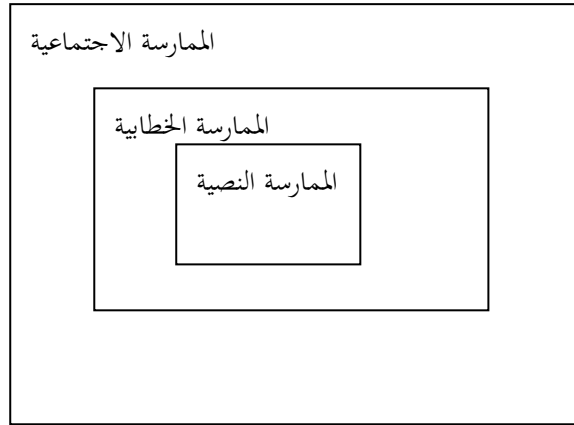 الممارسة الاجتماعية
الممارسة الخطابية
الممارسة النصية